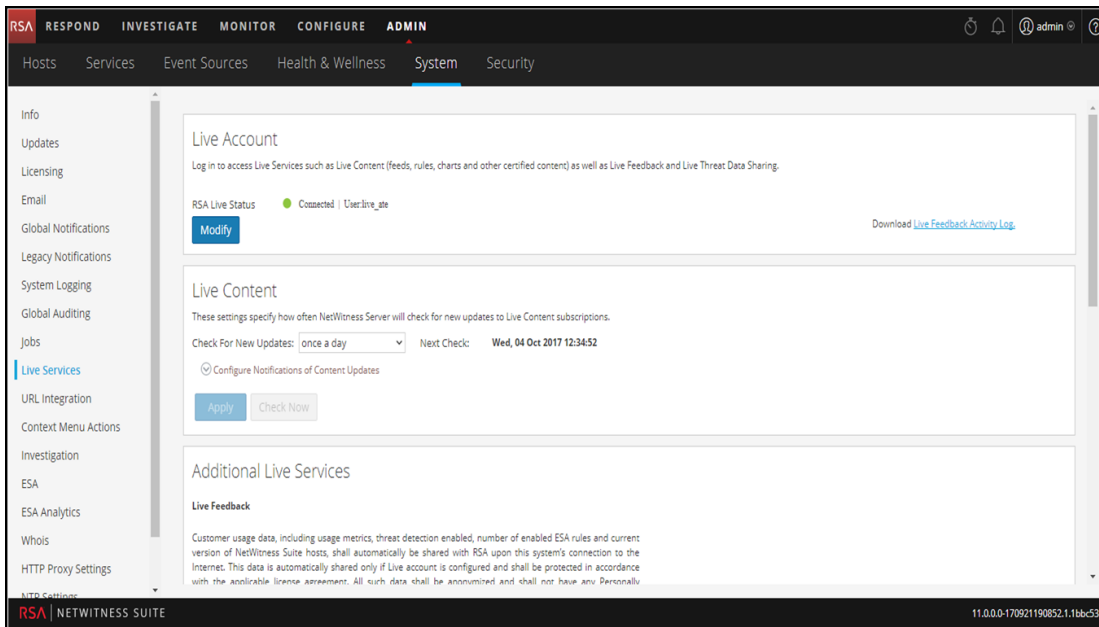 RSA RESPOND INVESTIGATE MONITOR CONFIGURE ADMIN admin
Hosts Services Event Sources Health & Wellness System Security
Info
Updates
Licensing
Email
Global Notifications
Legacy Notifications
System Logging
Global Auditing
Jobs
Live Services
URL Integration
Context Menu Actions
Investigation
ESA
ESA Analytics
Whois
HTTP Proxy Settings
NTP Settings
Live Account
Log in to access Live Services such as Live Content (feeds, rules, charts and other certified content) as well as Live Feedback and Live Threat Data Sharing.
RSA Live Status Connected | User:live_ate
Modify
Download Live Feedback Activity Log.
Live Content
These settings specify how often NetWitness Server will check for new updates to Live Content subscriptions.
Check For New Updates: once a day Next Check: Wed, 04 Oct 2017 12:34:52
Configure Notifications of Content Updates
Apply Check Now
Additional Live Services
Live Feedback
Customer usage data, including usage metrics, threat detection enabled, number of enabled ESA rules and current
version of NetWitness Suite hosts, shall automatically be shared with RSA upon this system's connection to the
Internet. This data is automatically shared only if Live account is configured and shall be protected in accordance
with the applicable license agreement. All such data shall be anonymized and shall not have any Personally
RSA | NETWITNESS SUITE 11.0.0.0-170921190852.1.1bbc53